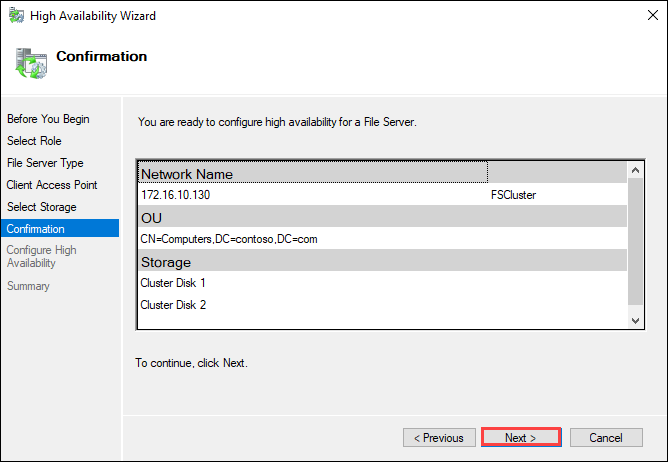 High Availability Wizard
Confirmation
Before You Begin
Select Role
File Server Type
Client Access Point
Select Storage
Confirmation
Configure High
Availability
Summary
You are ready to configure high availability for a File Server.
Network Name
172.16.10.130 FSCluster
OU
CN=Computers,DC=contoso,DC=com
Storage
Cluster Disk 1
Cluster Disk 2
To continue, click Next.
< Previous Next > Cancel